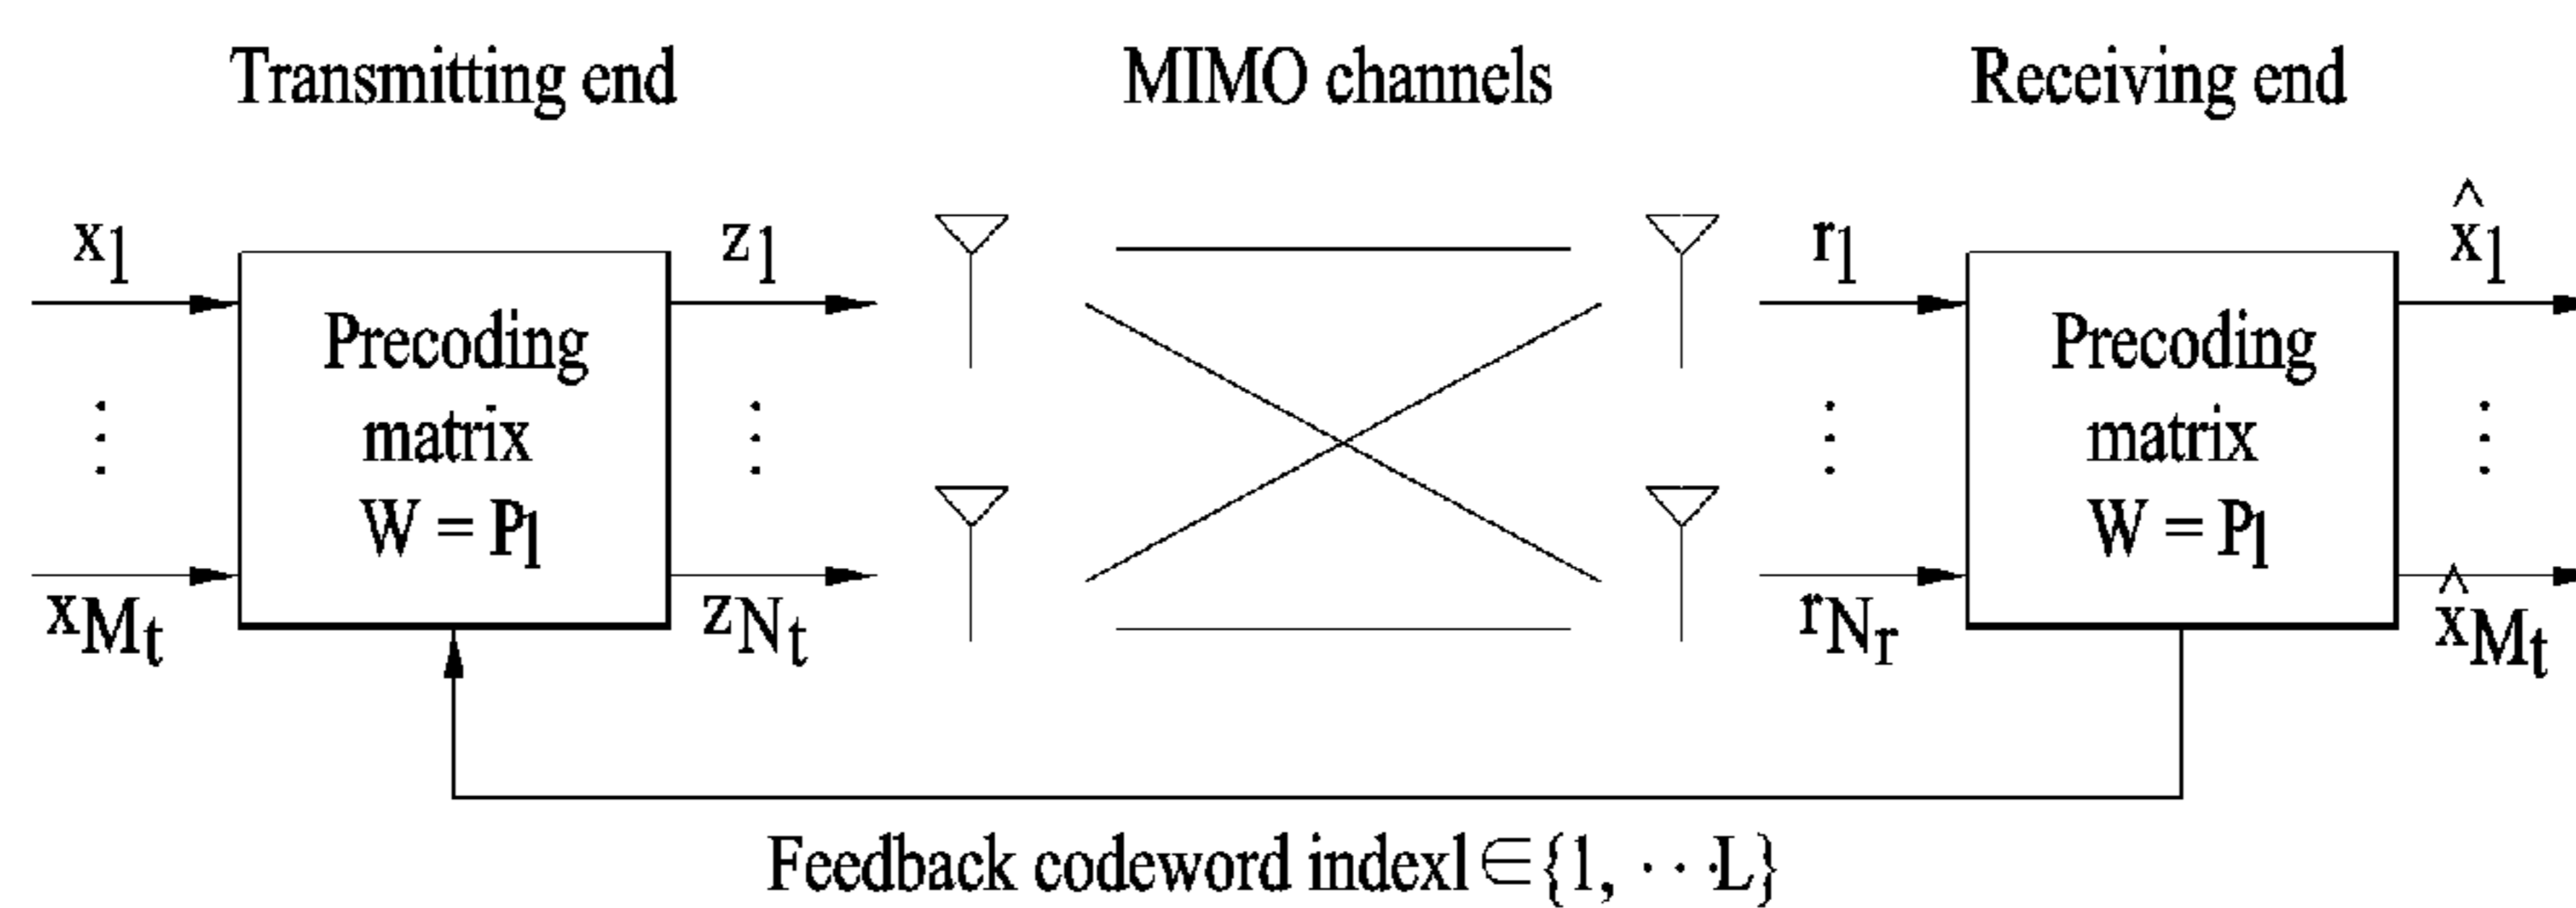 Transmitting end
MIMO channels
Receiving end
x1
z1
r1
x̂1
Precoding
matrix
W = Pl
Precoding
matrix
W = Pl
xMt
zNt
rNr
x̂Mt
Feedback codeword indexl∈{1, ···L}